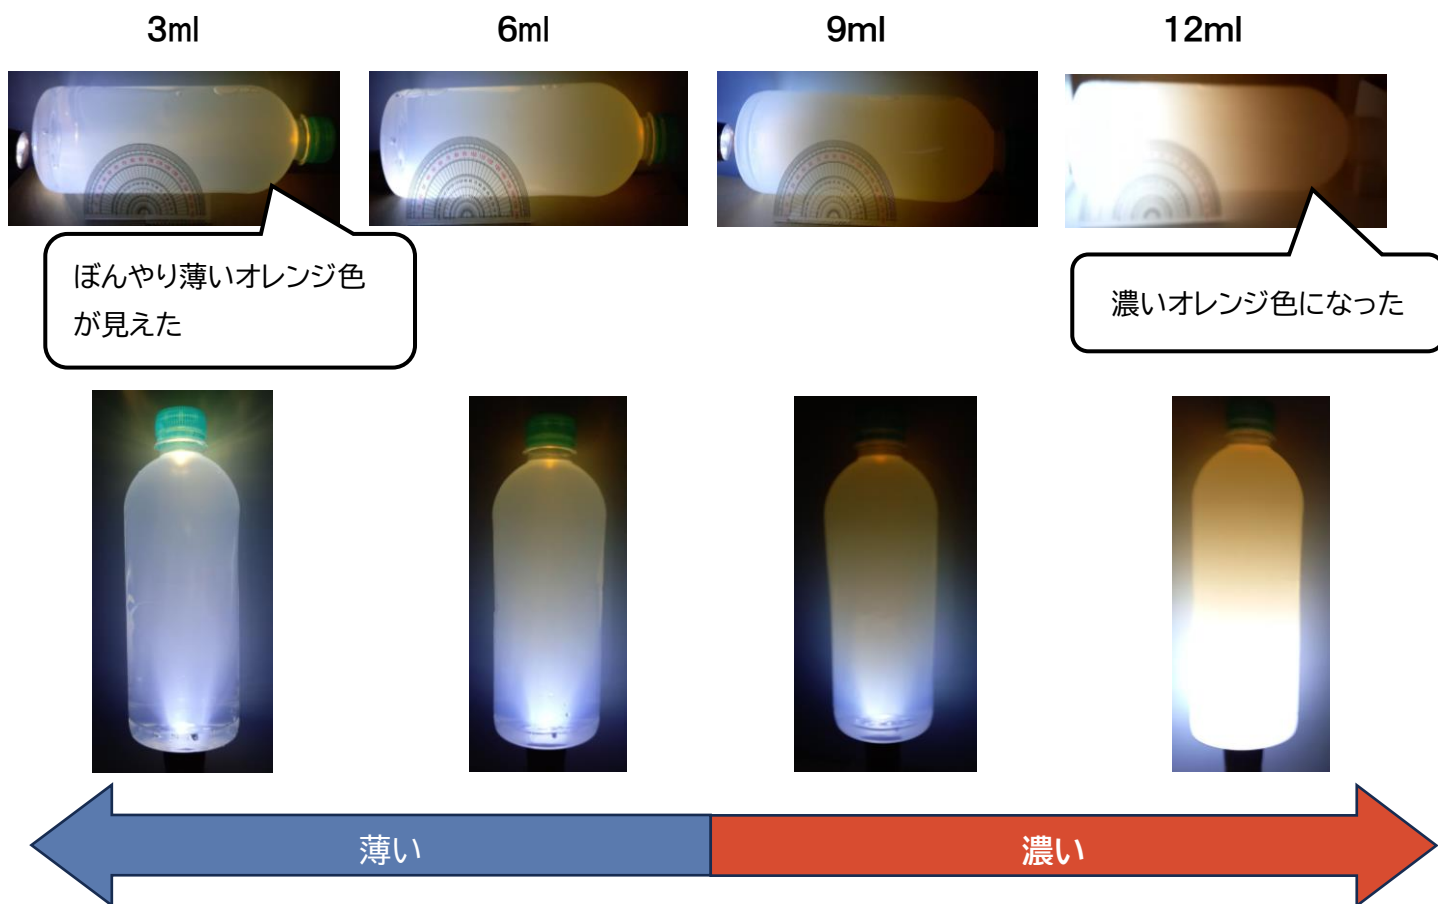 3ml
6ml
9ml
12ml
ぼんやり薄いオレンジ色
が見えた
濃いオレンジ色になった
薄い
濃い